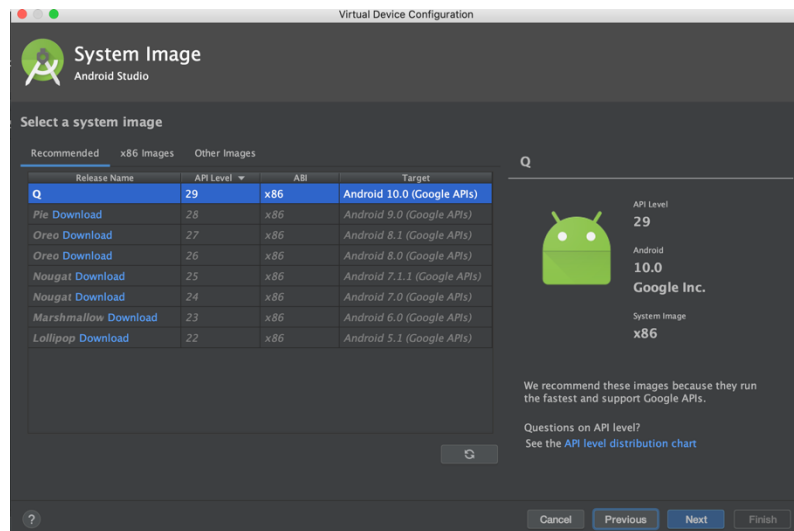 Virtual Device Configuration
System Image
Android Studio
Select a system image
Recommended x86 Images Other Images
Release Name API Level ABI Target
Q 29 x86 Android 10.0 (Google APIs)
Pie Download 28 x86 Android 9.0 (Google APIs)
Oreo Download 27 x86 Android 8.1 (Google APIs)
Oreo Download 26 x86 Android 8.0 (Google APIs)
Nougat Download 25 x86 Android 7.1.1 (Google APIs)
Nougat Download 24 x86 Android 7.0 (Google APIs)
Marshmallow Download 23 x86 Android 6.0 (Google APIs)
Lollipop Download 22 x86 Android 5.1 (Google APIs)
Q
API Level
29
Android
10.0
Google Inc.
System Image
x86
We recommend these images because they run
the fastest and support Google APIs.
Questions on API level?
See the API level distribution chart
? Cancel Previous Next Finish